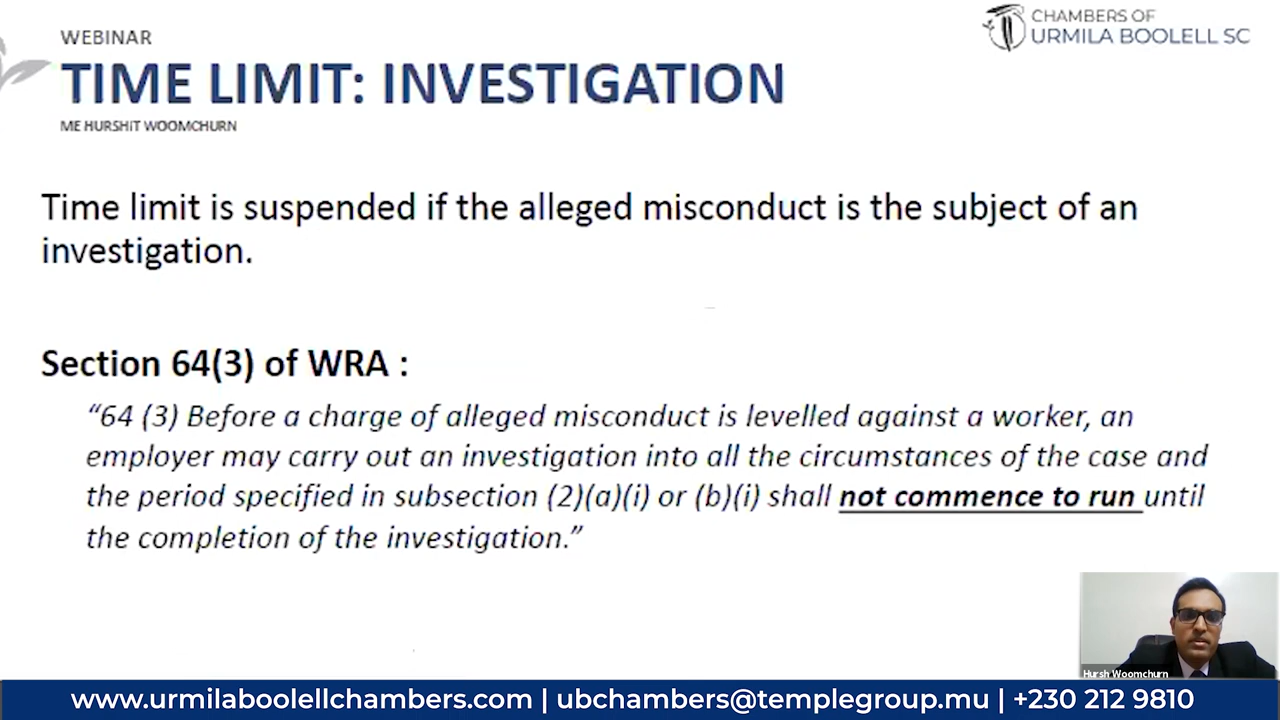 WEBINAR
TIME LIMIT: INVESTIGATION
ME HURSHIT WOOMCHURN
CHAMBERS OF
URMILA BOOLELL SC
Time limit is suspended if the alleged misconduct is the subject of an
investigation.
Section 64(3) of WRA :
“64 (3) Before a charge of alleged misconduct is levelled against a worker, an
employer may carry out an investigation into all the circumstances of the case and
the period specified in subsection (2)(a)(i) or (b)(i) shall not commence to run until
the completion of the investigation.”
Hursh Woomchurn
www.urmilaboolellchambers.com | ubchambers@templegroup.mu | +230 212 9810